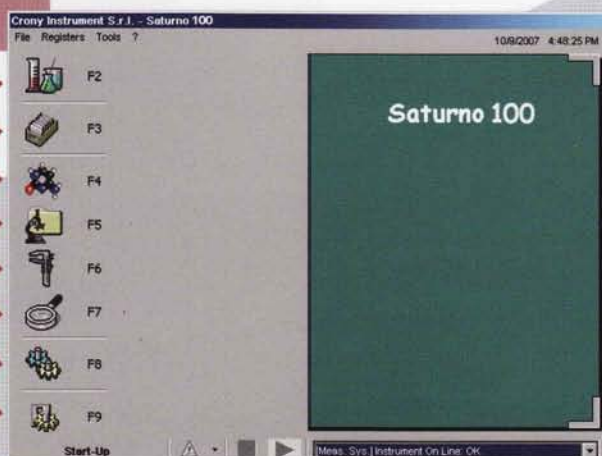 Crony Instrument S.r.l. - Saturno 100
File Registers Tools ?
10/9/2007 4:48:25 PM
F2
Saturno 100
F3
F4
F5
F6
F7
F8
F9
Start-Up
[Meas. Sys.] Instrument On Line: OK